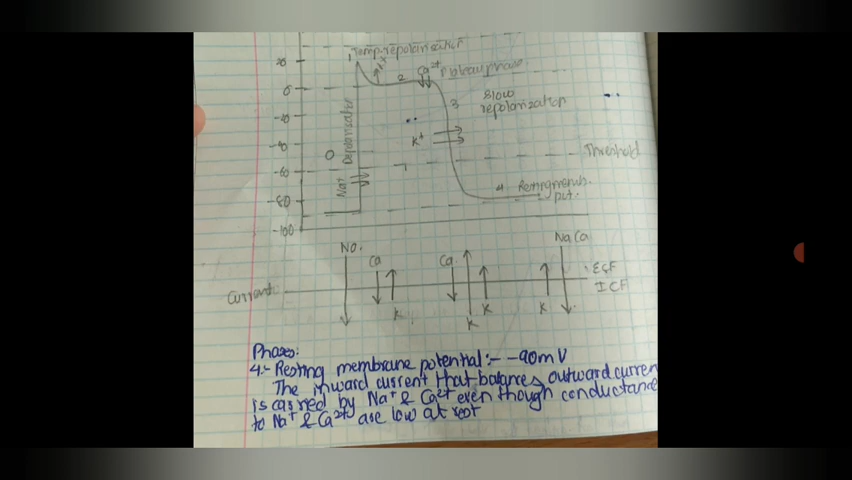 1 Temp. repolarization
20
Ca²⁺ Plateau phase
2
0
3 Slow
repolarization
-20
Depolarization
-40
K⁺
0
Threshold
-60
Na⁺
4 Resting memb.
pot.
-80
-100
Na.
Na Ca
Ca
Ca
ECF
Current
ICF
K
K
K
K
Phases:
4:- Resting membrane potential:- -90mV
The inward current that balances outward curren
is carried by Na⁺ & Ca²⁺ even though conductance
to Na⁺ & Ca²⁺ are low at rest